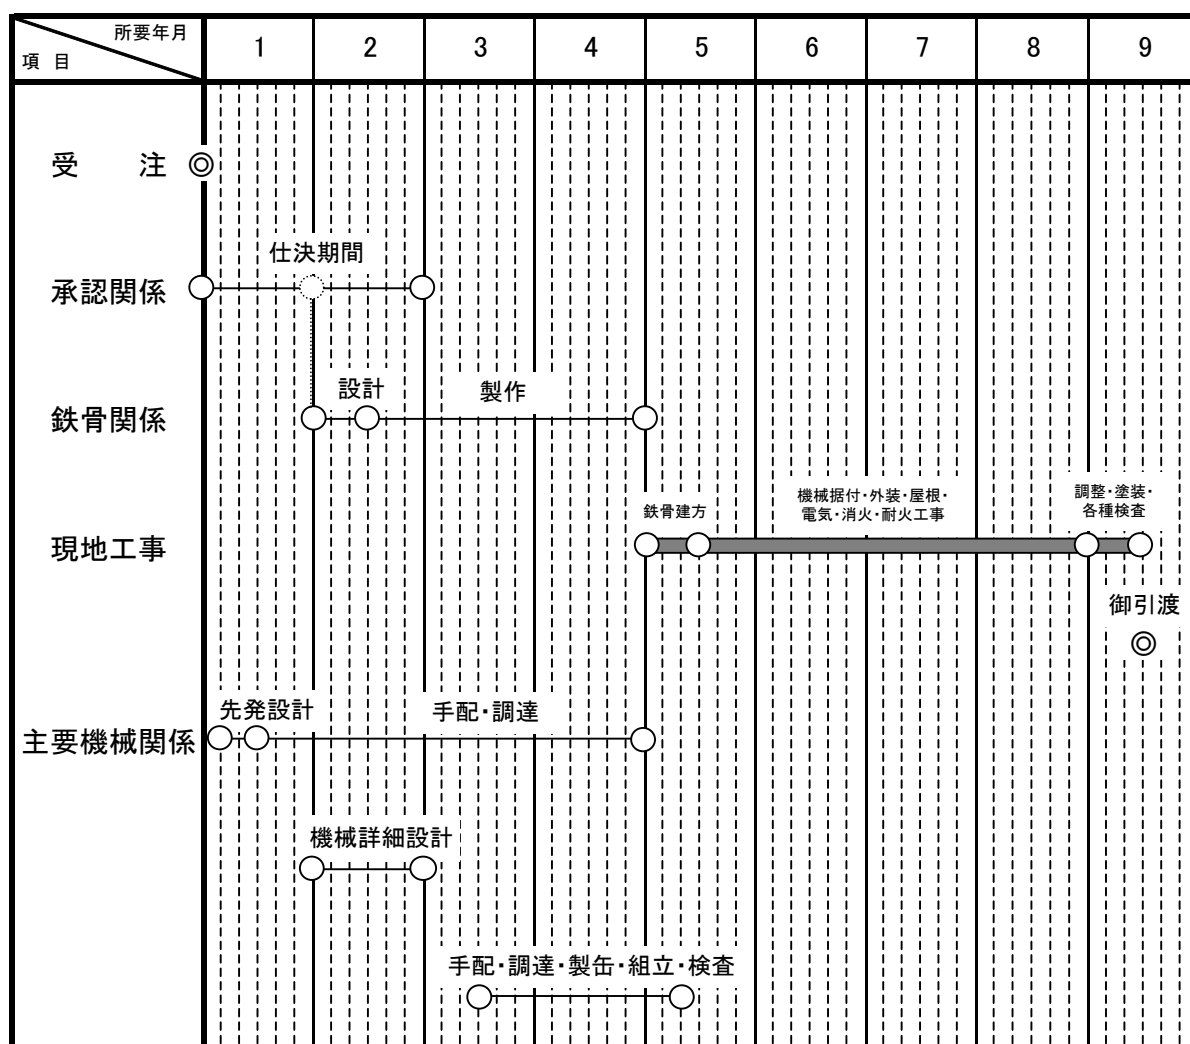 所要年月
項 目
1 2 3 4 5 6 7 8 9
受 注 ◎
仕決期間
承認関係
設計 製作
鉄骨関係
鉄骨建方
機械据付・外装・屋根・
電気・消火・耐火工事
調整・塗装・
各種検査
現地工事
御引渡
◎
先発設計 手配・調達
主要機械関係
機械詳細設計
手配・調達・製缶・組立・検査